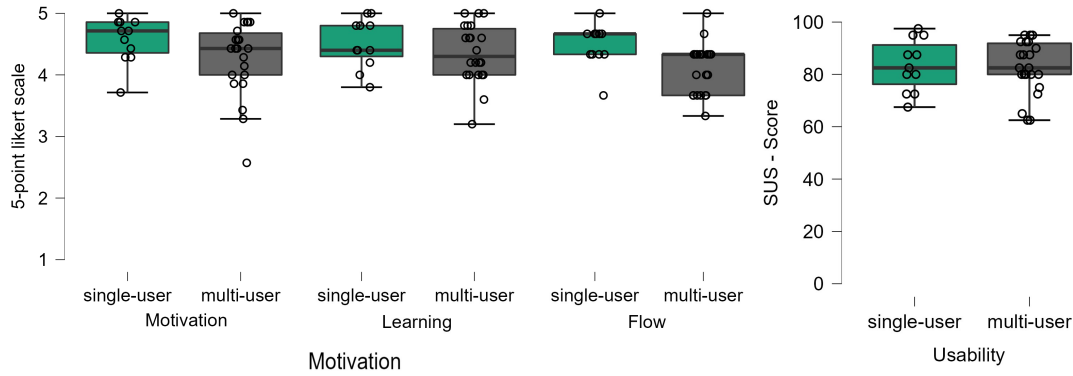 5-point likert scale
5
4
3
2
1
single-user multi-user single-user multi-user single-user multi-user
Motivation Learning Flow
Motivation
SUS - Score
100
80
60
40
20
0
single-user multi-user
Usability